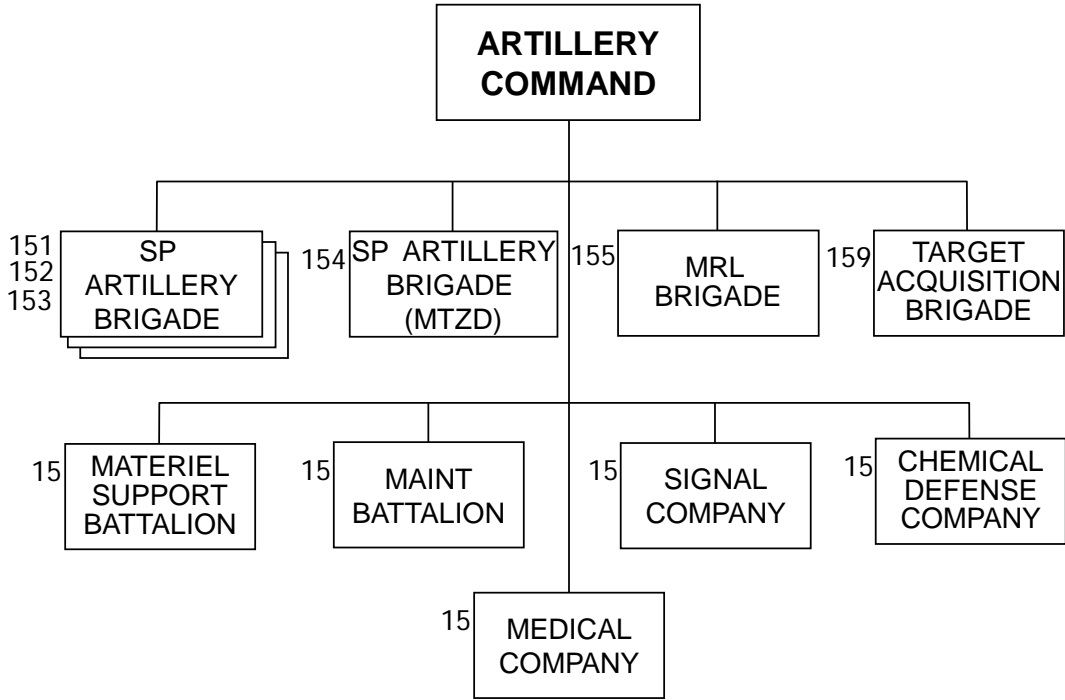 ARTILLERY
COMMAND
151
152
153
SP
ARTILLERY
BRIGADE
154
SP ARTILLERY
BRIGADE
(MTZD)
155
MRL
BRIGADE
159
TARGET
ACQUISITION
BRIGADE
15
MATERIEL
SUPPORT
BATTALION
15
MAINT
BATTALION
15
SIGNAL
COMPANY
15
CHEMICAL
DEFENSE
COMPANY
15
MEDICAL
COMPANY